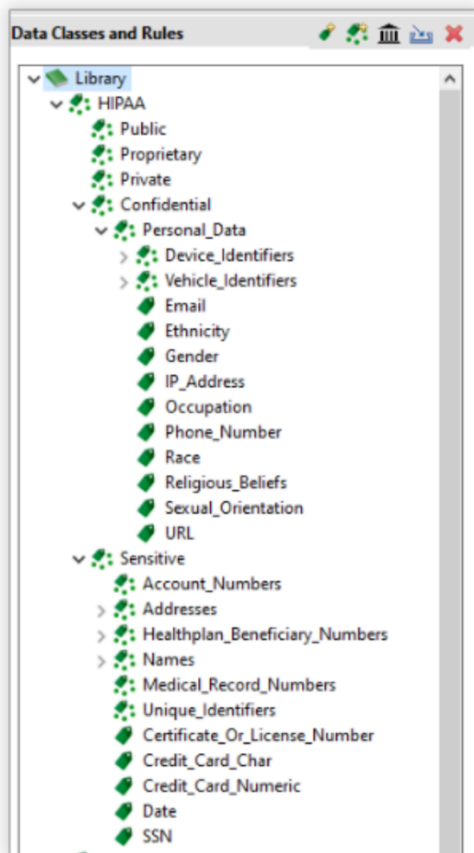 Data Classes and Rules
Library
HIPAA
Public
Proprietary
Private
Confidential
Personal_Data
Device_Identifiers
Vehicle_Identifiers
Email
Ethnicity
Gender
IP_Address
Occupation
Phone_Number
Race
Religious_Beliefs
Sexual_Orientation
URL
Sensitive
Account_Numbers
Addresses
Healthplan_Beneficiary_Numbers
Names
Medical_Record_Numbers
Unique_Identifiers
Certificate_Or_License_Number
Credit_Card_Char
Credit_Card_Numeric
Date
SSN